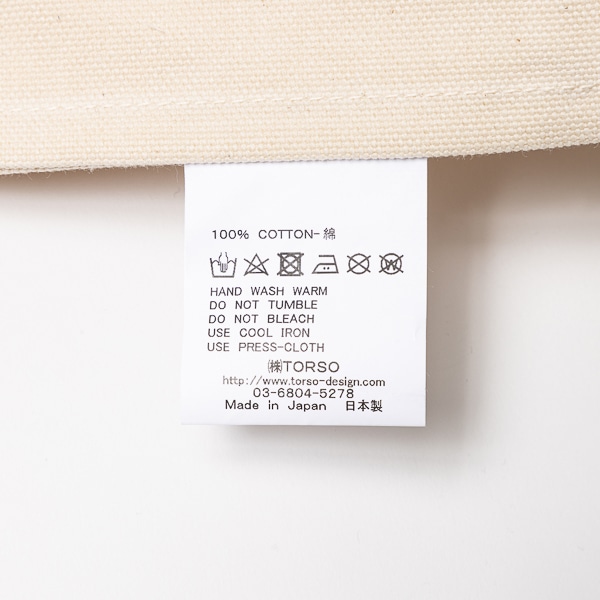 100% COTTON-綿
HAND WASH WARM
DO NOT TUMBLE
DO NOT BLEACH
USE COOL IRON
USE PRESS-CLOTH
㈱TORSO
http://www.torso-design.com
03-6804-5278
Made in Japan 日本製